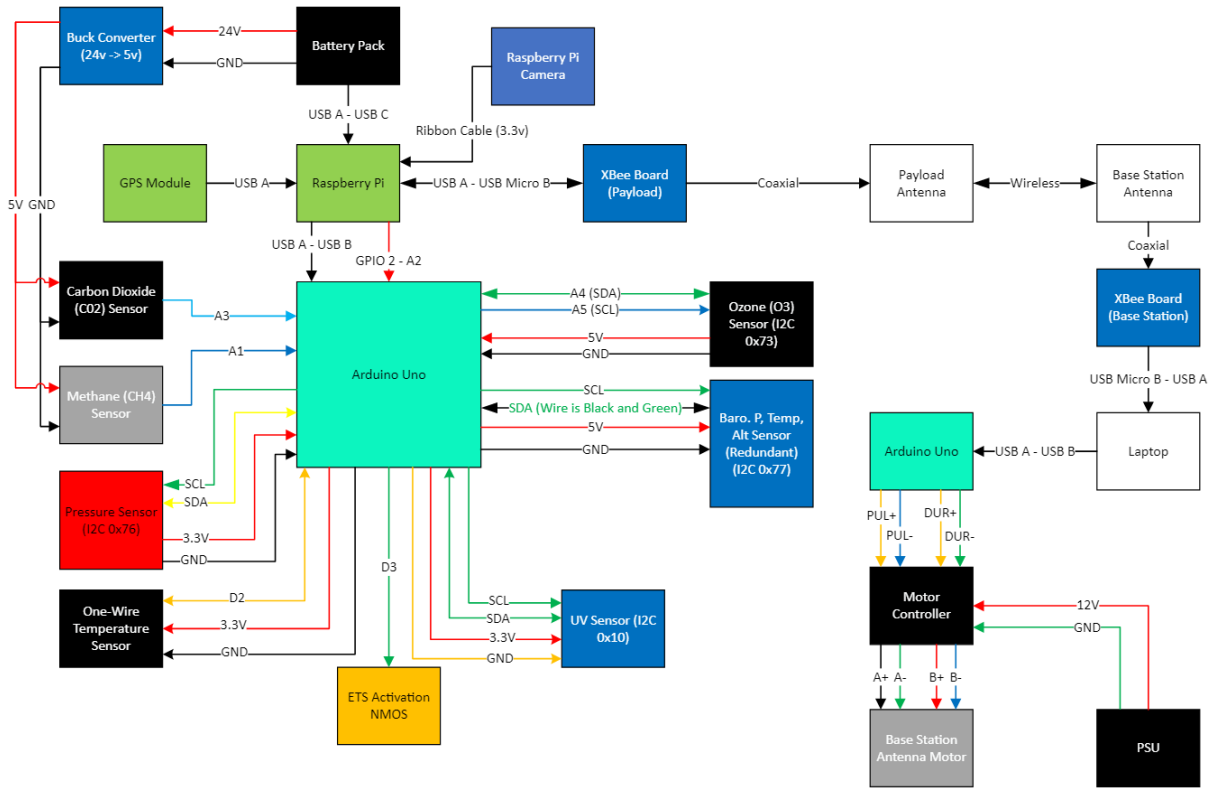 Buck Converter
(24v -> 5v)
24V
GND
Battery Pack
Raspberry Pi
Camera
USB A - USB C
Ribbon Cable (3.3v)
GPS Module
USB A
Raspberry Pi
USB A - USB Micro B
XBee Board
(Payload)
Coaxial
Payload
Antenna
Wireless
Base Station
Antenna
5V
GND
USB A - USB B
GPIO 2 - A2
Coaxial
Carbon Dioxide
(C02) Sensor
A3
A4 (SDA)
A5 (SCL)
5V
GND
Ozone (O3)
Sensor (I2C
0x73)
XBee Board
(Base Station)
Methane (CH4)
Sensor
A1
Arduino Uno
SCL
SDA (Wire is Black and Green)
5V
GND
Baro. P, Temp,
Alt Sensor
(Redundant)
(I2C 0x77)
USB Micro B - USB A
Arduino Uno
USB A - USB B
Laptop
Pressure Sensor
(I2C 0x76)
SCL
SDA
3.3V
GND
PUL+
PUL-
DUR+
DUR-
D3
One-Wire
Temperature
Sensor
D2
3.3V
GND
SCL
SDA
3.3V
GND
UV Sensor (I2C
0x10)
Motor
Controller
12V
GND
A+
A-
B+
B-
ETS Activation
NMOS
Base Station
Antenna Motor
PSU